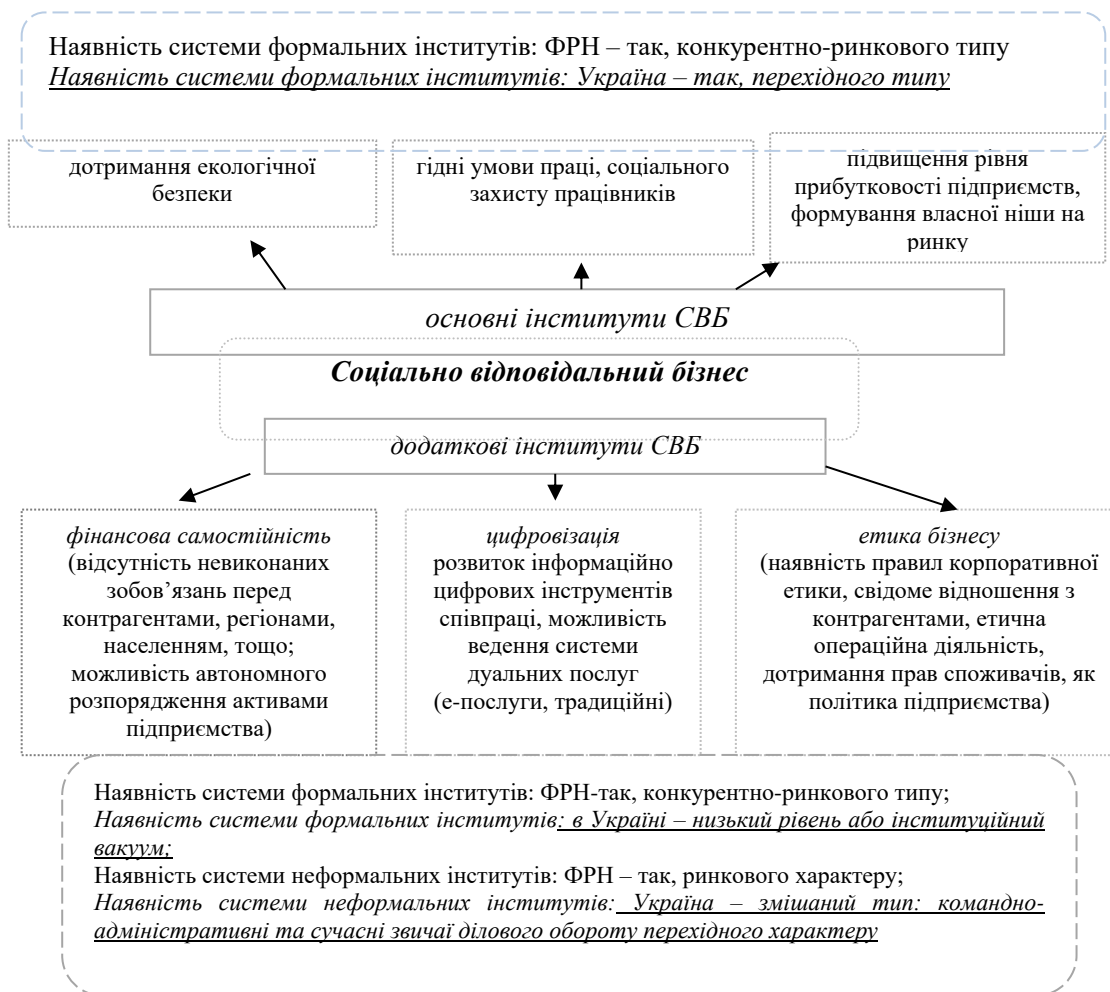 Наявність системи формальних інститутів: ФРН – так, конкурентно-ринкового типу
Наявність системи формальних інститутів: Україна – так, перехідного типу
дотримання екологічної
безпеки
гідні умови праці, соціального
захисту працівників
підвищення рівня
прибутковості підприємств,
формування власної ніши на
ринку
основні інститути СВБ
Соціально відповідальний бізнес
додаткові інститути СВБ
фінансова самостійність
(відсутність невиконаних
зобов’язань перед
контрагентами, регіонами,
населенням, тощо;
можливість автономного
розпорядження активами
підприємства)
цифровізація
розвиток інформаційно
цифрових інструментів
співпраці, можливість
ведення системи
дуальних послуг
(е-послуги, традиційні)
етика бізнесу
(наявність правил корпоративної
етики, свідоме відношення з
контрагентами, етична
операційна діяльність,
дотримання прав споживачів, як
політика підприємства)
Наявність системи формальних інститутів: ФРН-так, конкурентно-ринкового типу;
Наявність системи формальних інститутів: в Україні – низький рівень або інституційний
вакуум;
Наявність системи неформальних інститутів: ФРН – так, ринкового характеру;
Наявність системи неформальних інститутів: Україна – змішаний тип: командно-
адміністративні та сучасні звичаї ділового обороту перехідного характеру